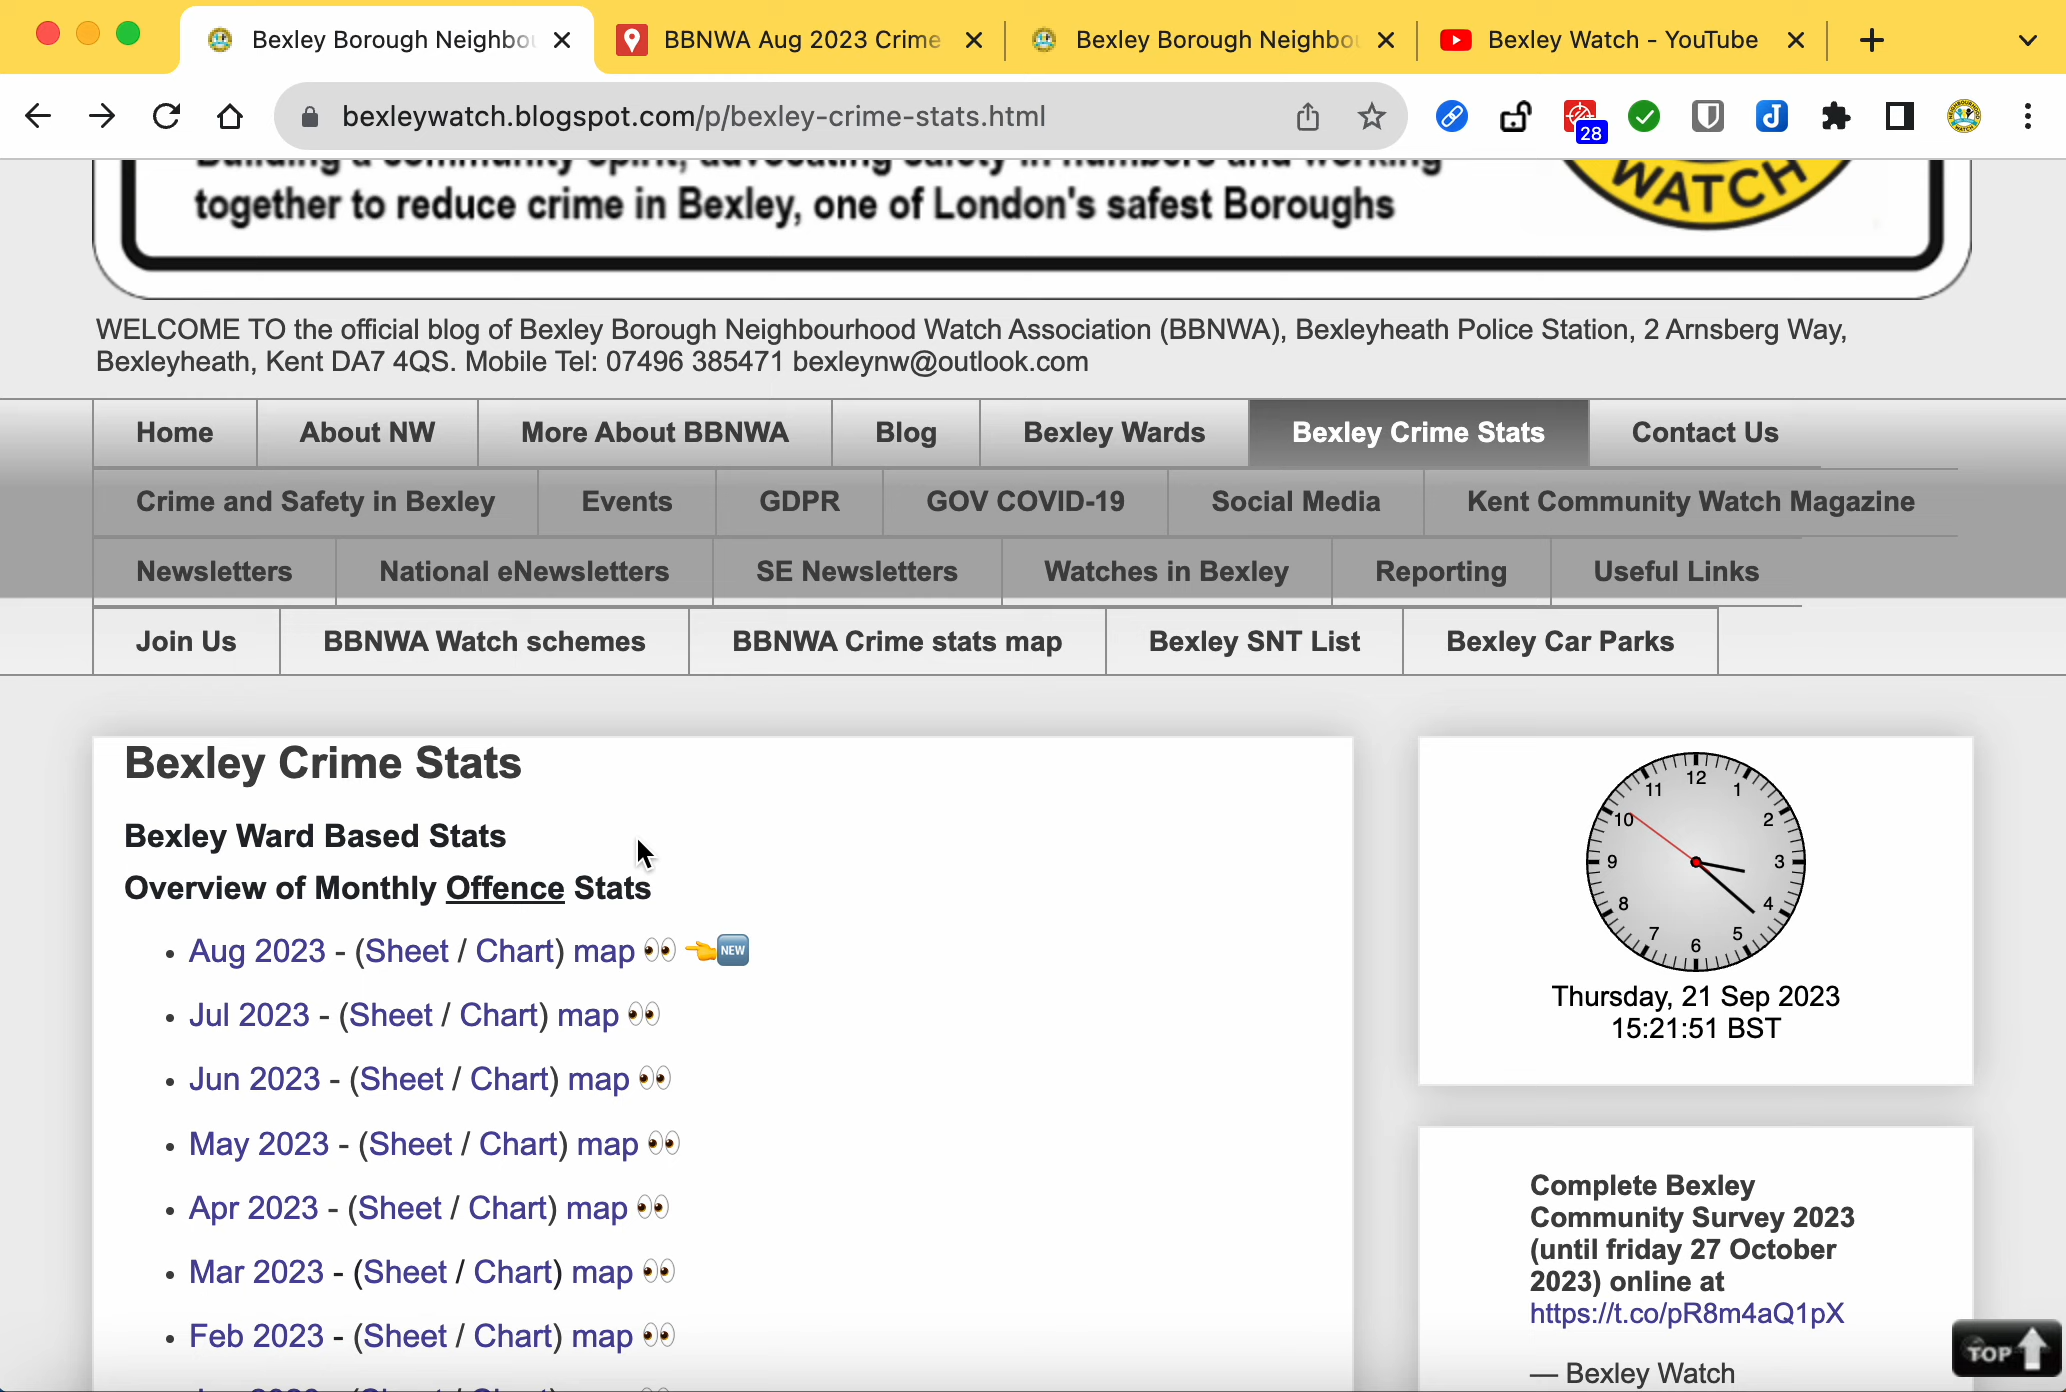 Bexley Borough Neighbo
BBNWA Aug 2023 Crime
Bexley Borough Neighbou
Bexley Watch - YouTube
bexleywatch.blogspot.com/p/bexley-crime-stats.html
28
Building a community spirit, advocating safety in numbers and working
together to reduce crime in Bexley, one of London's safest Boroughs
WATCH
WELCOME TO the official blog of Bexley Borough Neighbourhood Watch Association (BBNWA), Bexleyheath Police Station, 2 Arnsberg Way,
Bexleyheath, Kent DA7 4QS. Mobile Tel: 07496 385471 bexleynw@outlook.com
Home
About NW
More About BBNWA
Blog
Bexley Wards
Bexley Crime Stats
Contact Us
Crime and Safety in Bexley
Events
GDPR
GOV COVID-19
Social Media
Kent Community Watch Magazine
Newsletters
National eNewsletters
SE Newsletters
Watches in Bexley
Reporting
Useful Links
Join Us
BBNWA Watch schemes
BBNWA Crime stats map
Bexley SNT List
Bexley Car Parks
Bexley Crime Stats
Bexley Ward Based Stats
Overview of Monthly Offence Stats
• Aug 2023 - (Sheet / Chart) map 👀 👈🆕
• Jul 2023 - (Sheet / Chart) map 👀
• Jun 2023 - (Sheet / Chart) map 👀
• May 2023 - (Sheet / Chart) map 👀
• Apr 2023 - (Sheet / Chart) map 👀
• Mar 2023 - (Sheet / Chart) map 👀
• Feb 2023 - (Sheet / Chart) map 👀
12
1
2
3
4
5
6
7
8
9
10
11
Thursday, 21 Sep 2023
15:21:51 BST
Complete Bexley
Community Survey 2023
(until friday 27 October
2023) online at
https://t.co/pR8m4aQ1pX
— Bexley Watch
TOP